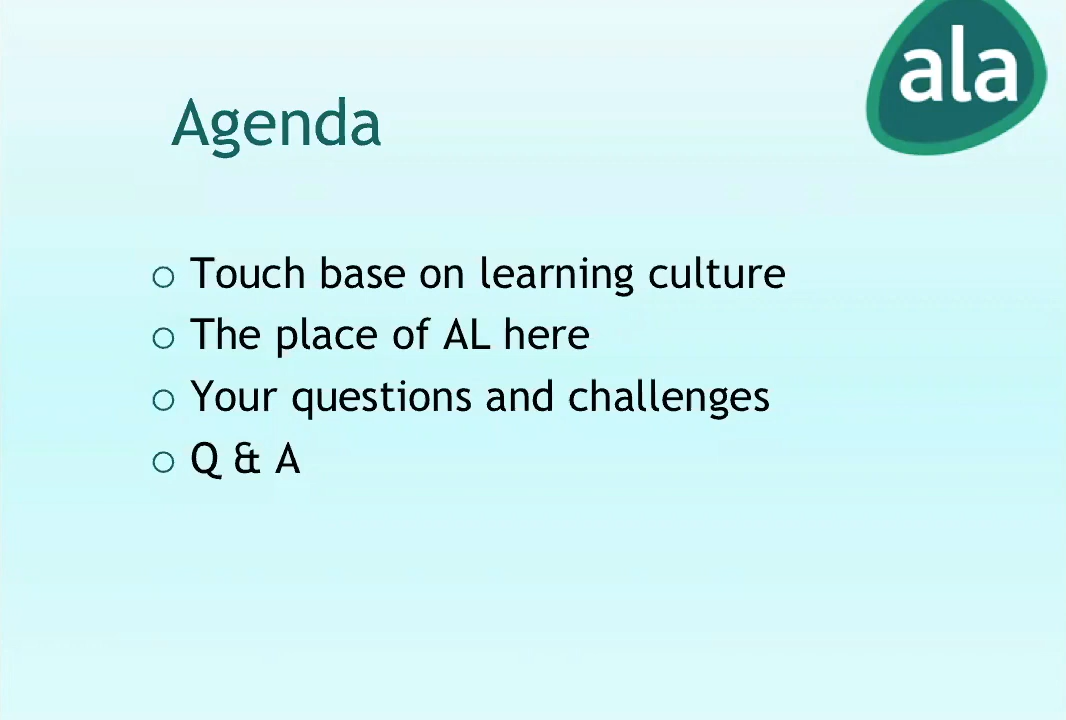 ala
Agenda
Touch base on learning culture
The place of AL here
Your questions and challenges
Q & A